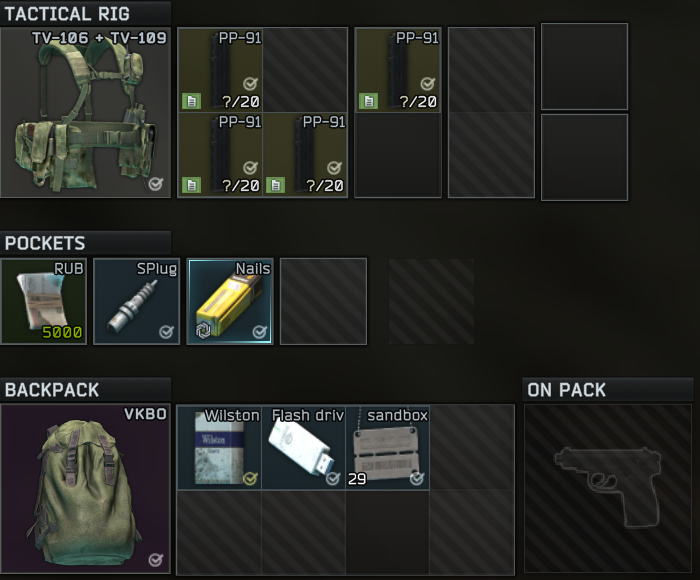 TACTICAL RIG
TV-106 + TV-109
PP-91
PP-91
?/20
?/20
PP-91
PP-91
?/20
?/20
POCKETS
RUB
SPlug
Nails
5000
BACKPACK
ON PACK
VKBO
Wilston
Flash driv
sandbox
Wilston
29